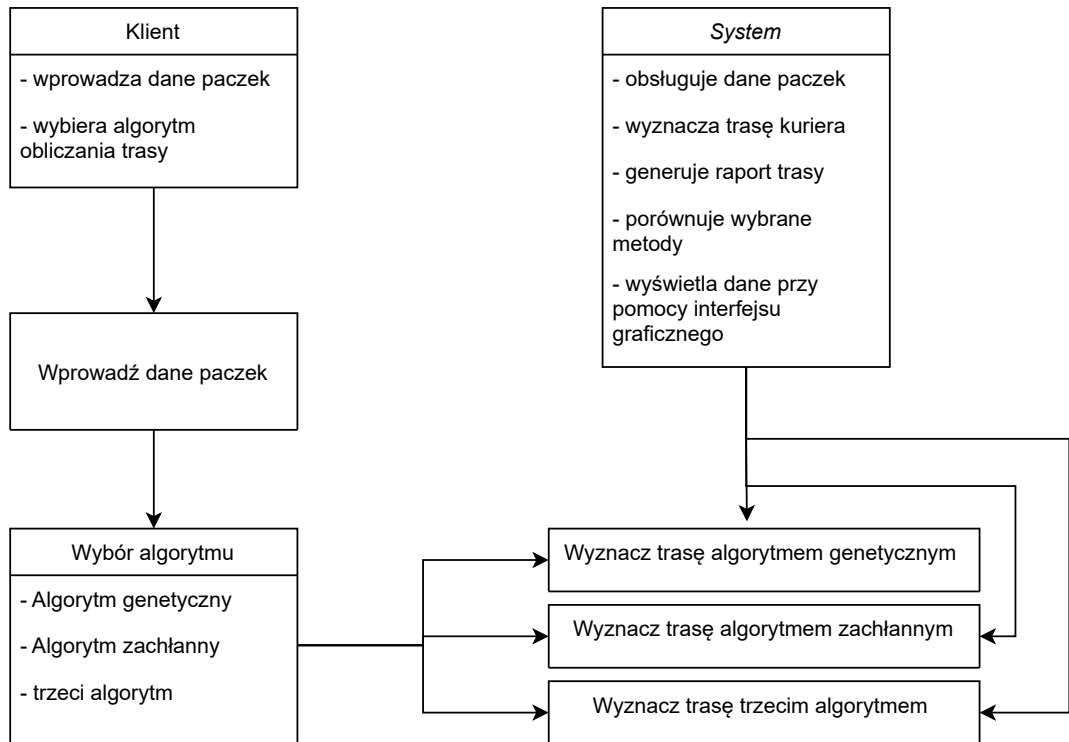 Klient
- wprowadza dane paczek
- wybiera algorytm
obliczania trasy
System
- obsługuje dane paczek
- wyznacza trasę kuriera
- generuje raport trasy
- porównuje wybrane
metody
- wyświetla dane przy
pomocy interfejsu
graficznego
Wprowadź dane paczek
Wybór algorytmu
- Algorytm genetyczny
- Algorytm zachłanny
- trzeci algorytm
Wyznacz trasę algorytmem genetycznym
Wyznacz trasę algorytmem zachłannym
Wyznacz trasę trzecim algorytmem